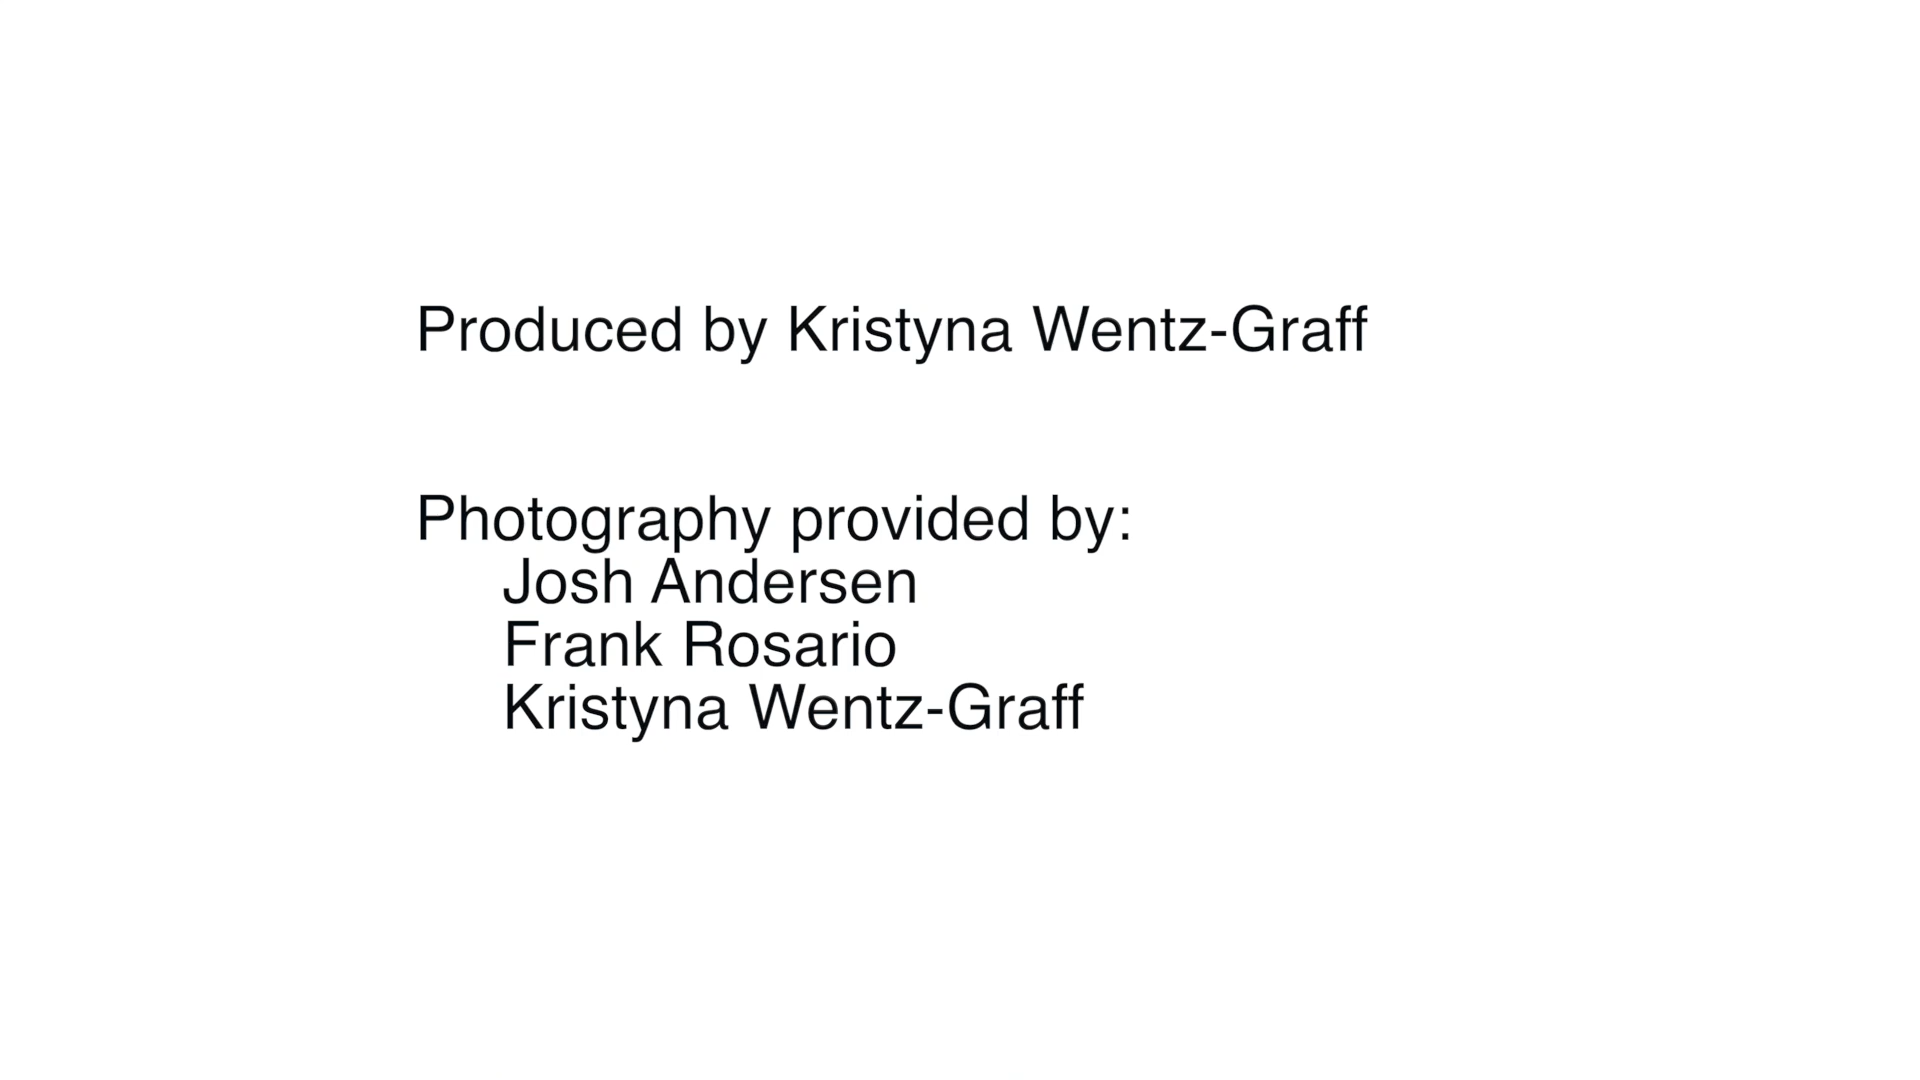 Produced by Kristyna Wentz-Graff
Photography provided by:
Josh Andersen
Frank Rosario
Kristyna Wentz-Graff